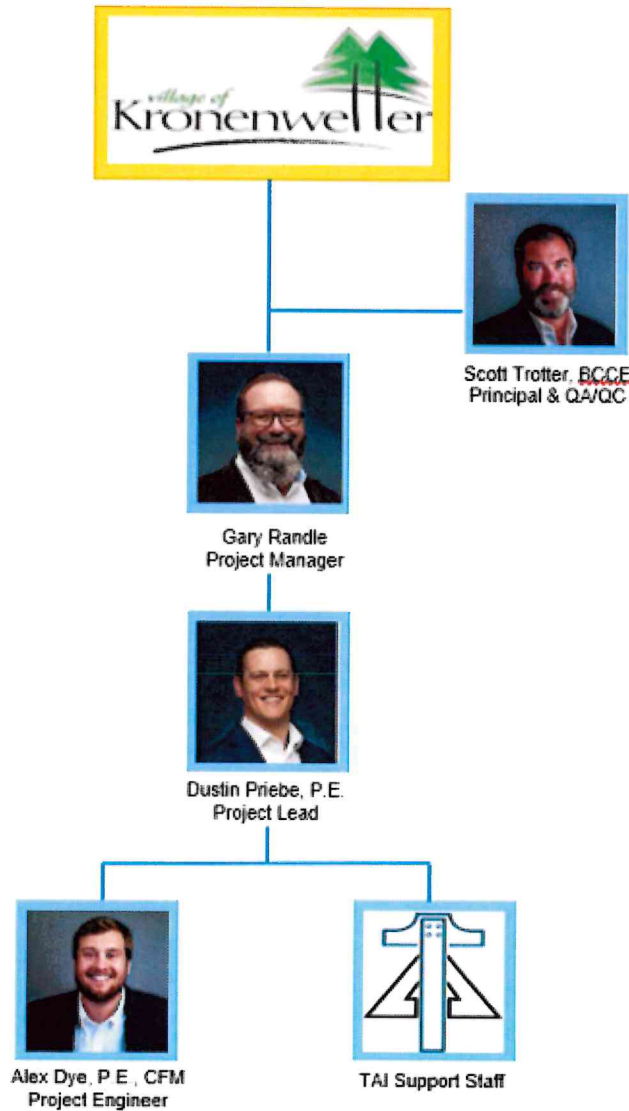 village of
Kronenwetter
Scott Trotter, BCCE
Principal & QA/QC
Gary Randle
Project Manager
Dustin Priebe, P.E.
Project Lead
Alex Dye, P.E., CFM
Project Engineer
TAI Support Staff